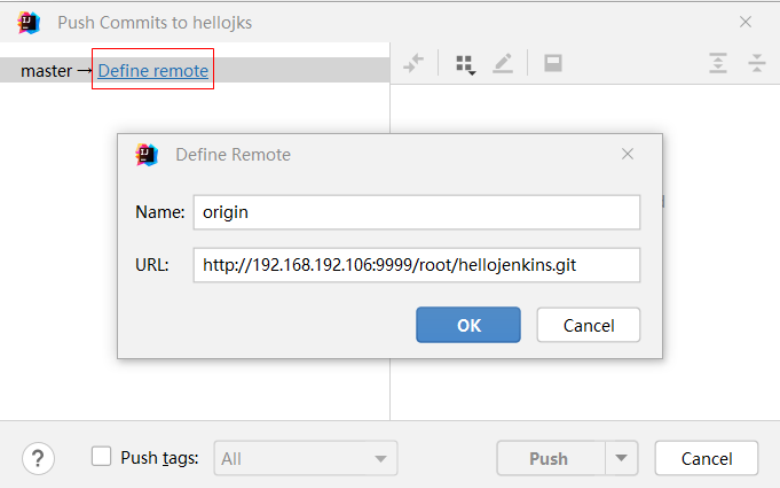 Push Commits to hellojks
master → Define remote
Define Remote
Name: origin
URL: http://192.168.192.106:9999/root/hellojenkins.git
OK Cancel
? Push tags: All Push Cancel